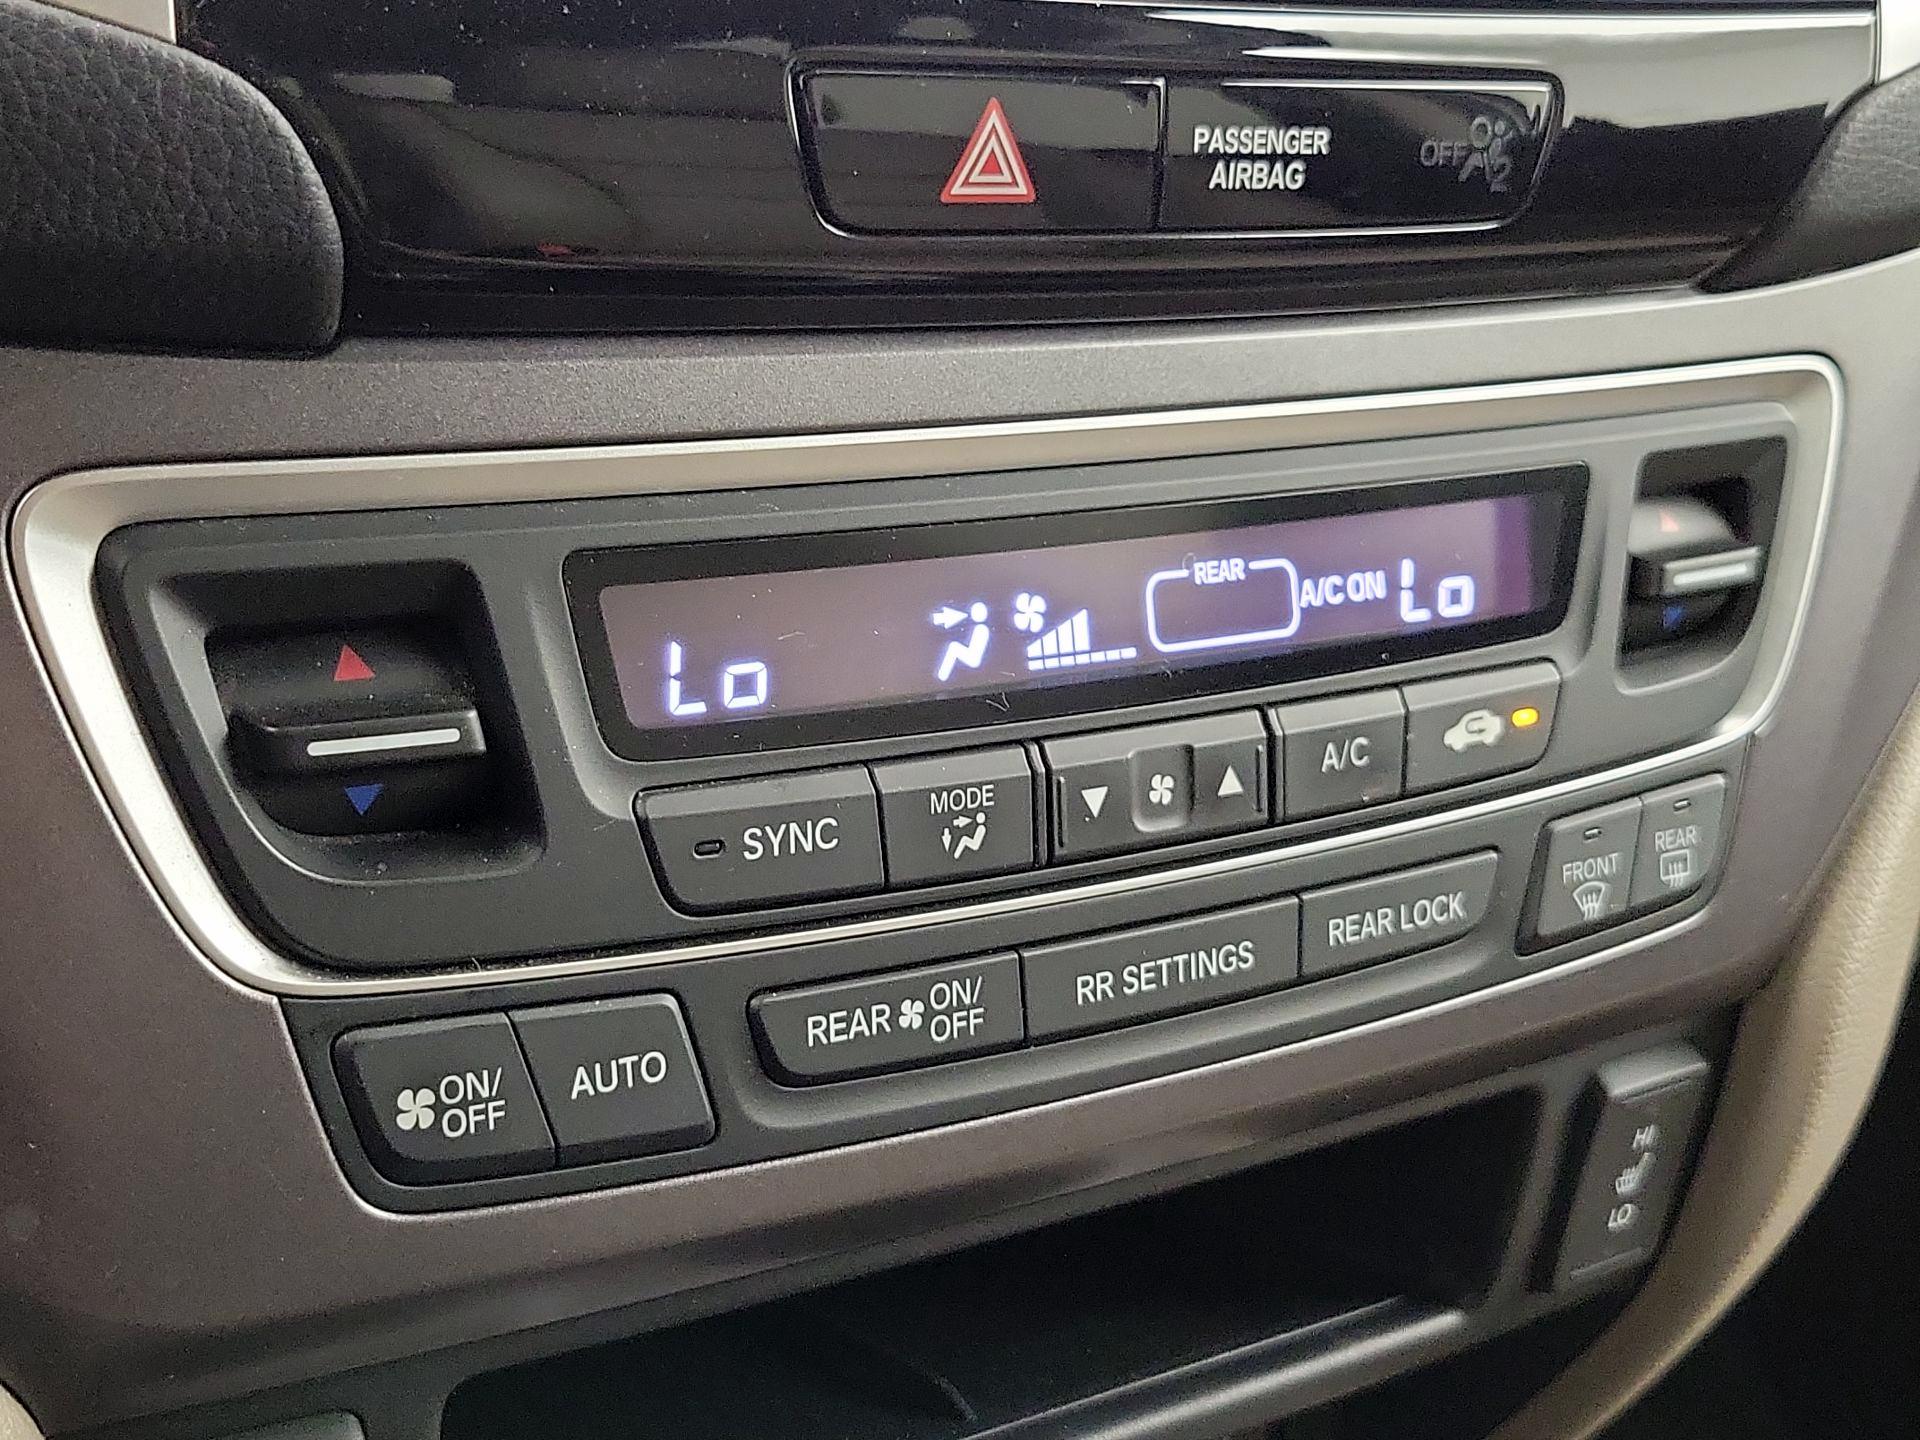 PASSENGER
AIRBAG
OFF
2
REAR
Lo
A/C ON
Lo
A/C
MODE
SYNC
FRONT
REAR
REAR LOCK
RR SETTINGS
REAR ON/
OFF
AUTO
ON/
OFF
HI
LO